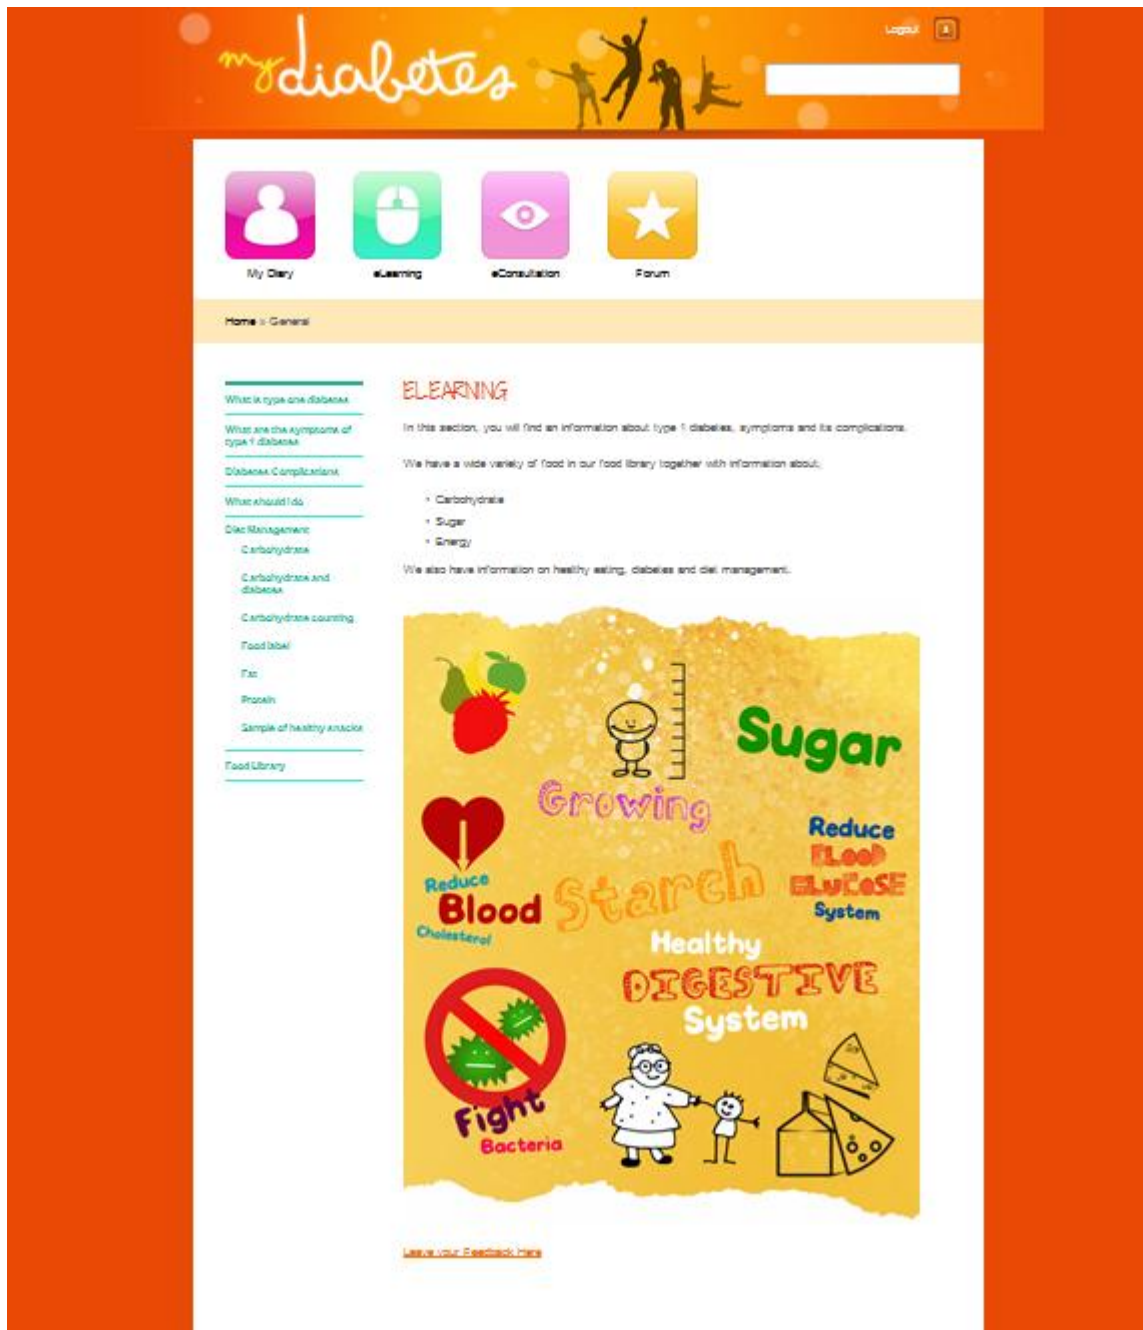 my diabetes
Logout
My Diary
eLearning
eConsultation
Forum
Home » General
What is type one diabetes
What are the symptoms of
type 1 diabetes
Diabetes Complications
What should I do
Diet Management
Carbohydrate
Carbohydrate and
diabetes
Carbohydrate counting
Food label
Fat
Protein
Sample of healthy snacks
Food Library
ELEARNING
In this section, you will find an information about type 1 diabetes, symptoms and its complications.
We have a wide variety of food in our food library together with information about;
• Carbohydrate
• Sugar
• Energy
We also have information on healthy eating, diabetes and diet management.
Sugar
Growing
Reduce
BLOOD
GLUCOSE
System
Starch
Reduce
Blood
Cholesterol
Healthy
DIGESTIVE
System
Fight
Bacteria
Leave your Feedback Here